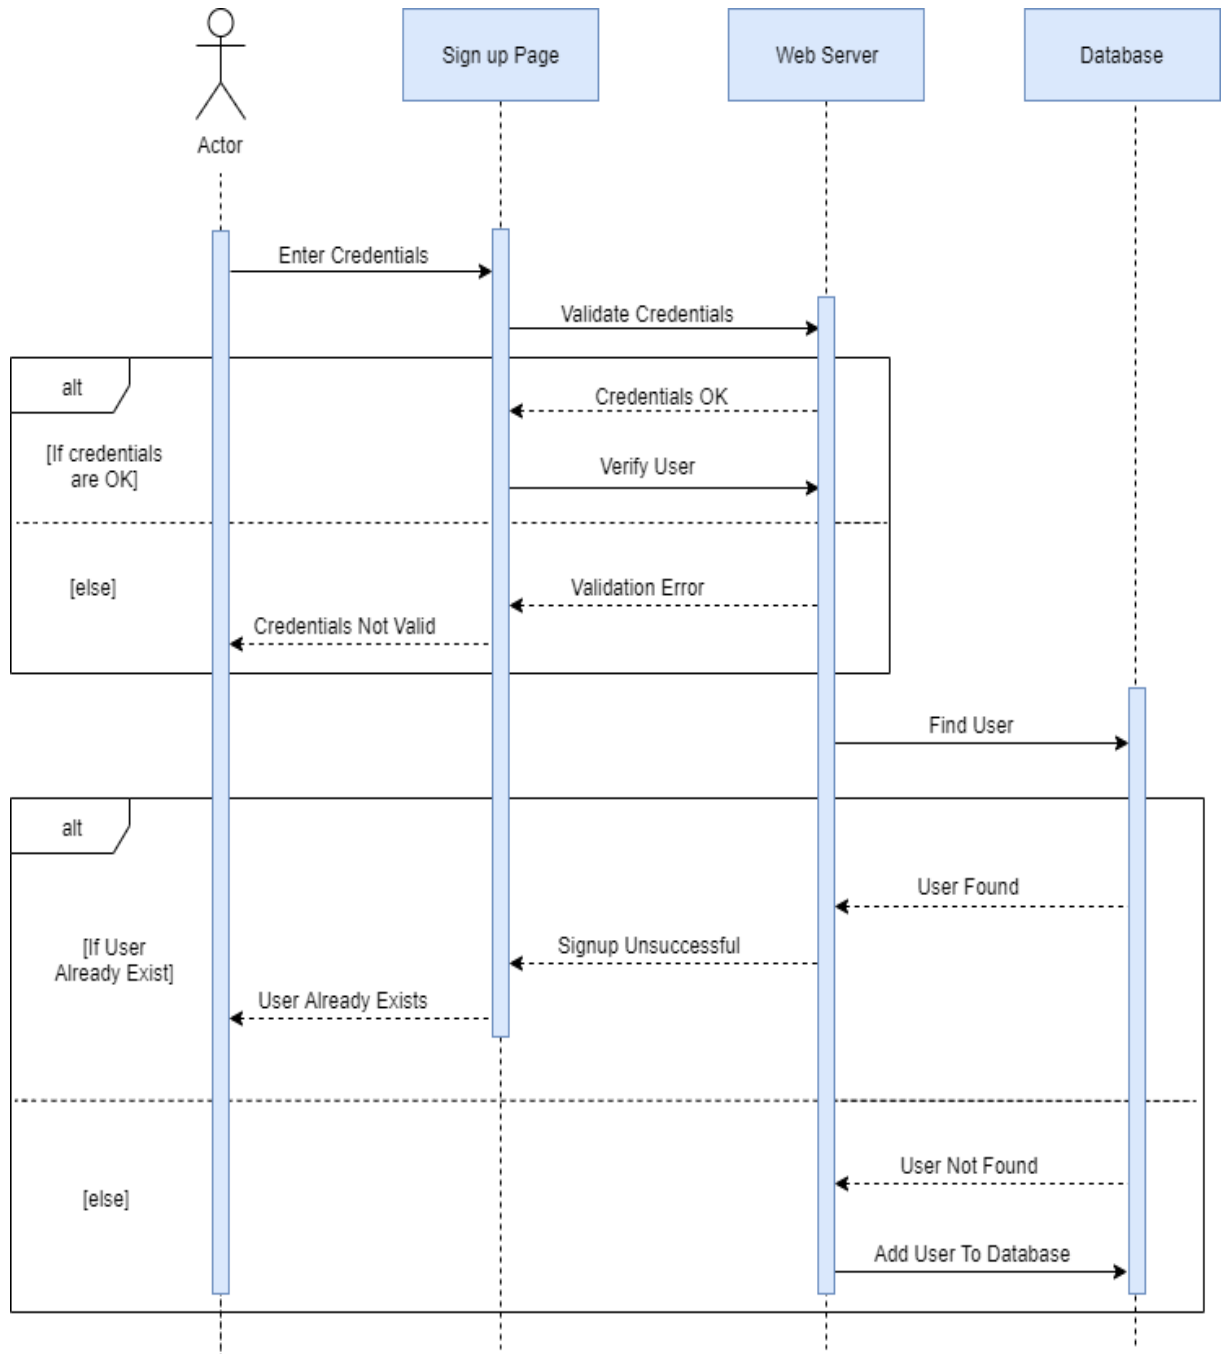 Sign up Page
Web Server
Database
Actor
Enter Credentials
Validate Credentials
alt
Credentials OK
[If credentials
are OK]
Verify User
[else]
Validation Error
Credentials Not Valid
Find User
alt
User Found
[If User
Already Exist]
Signup Unsuccessful
User Already Exists
User Not Found
[else]
Add User To Database